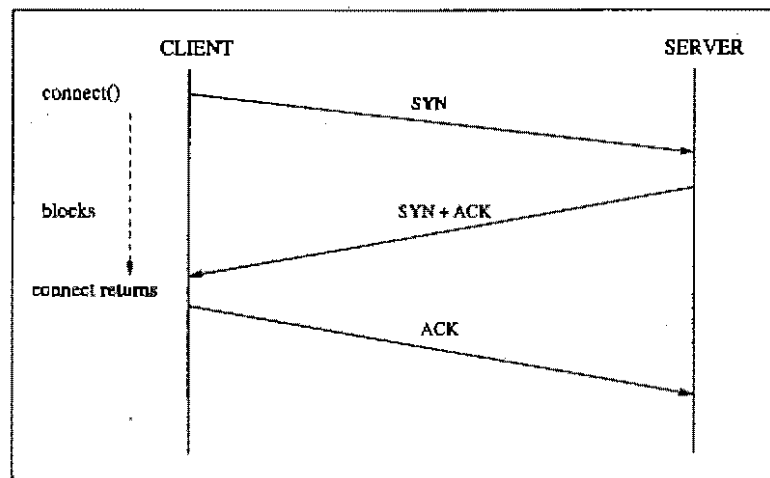 CLIENT
SERVER
connect()
SYN
blocks
SYN + ACK
connect returns
ACK